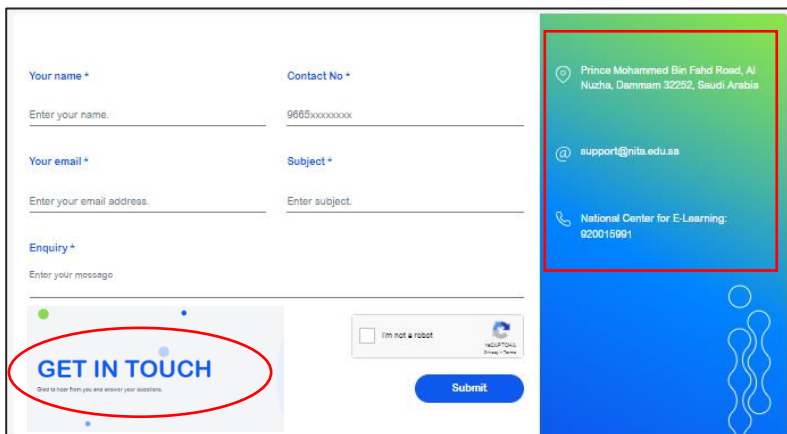 Your name *
Contact No *
Enter your name.
9665xxxxxxxx
Your email *
Subject *
Enter your email address.
Enter subject.
Enquiry *
Enter your message
GET IN TOUCH
Glad to hear from you and answer your questions.
I'm not a robot
reCAPTCHA
Privacy - Terms
Submit
Prince Mohammed Bin Fahd Road, Al
Nuzha, Dammam 32252, Saudi Arabia
@ support@nita.edu.sa
National Center for E-Learning:
920015991